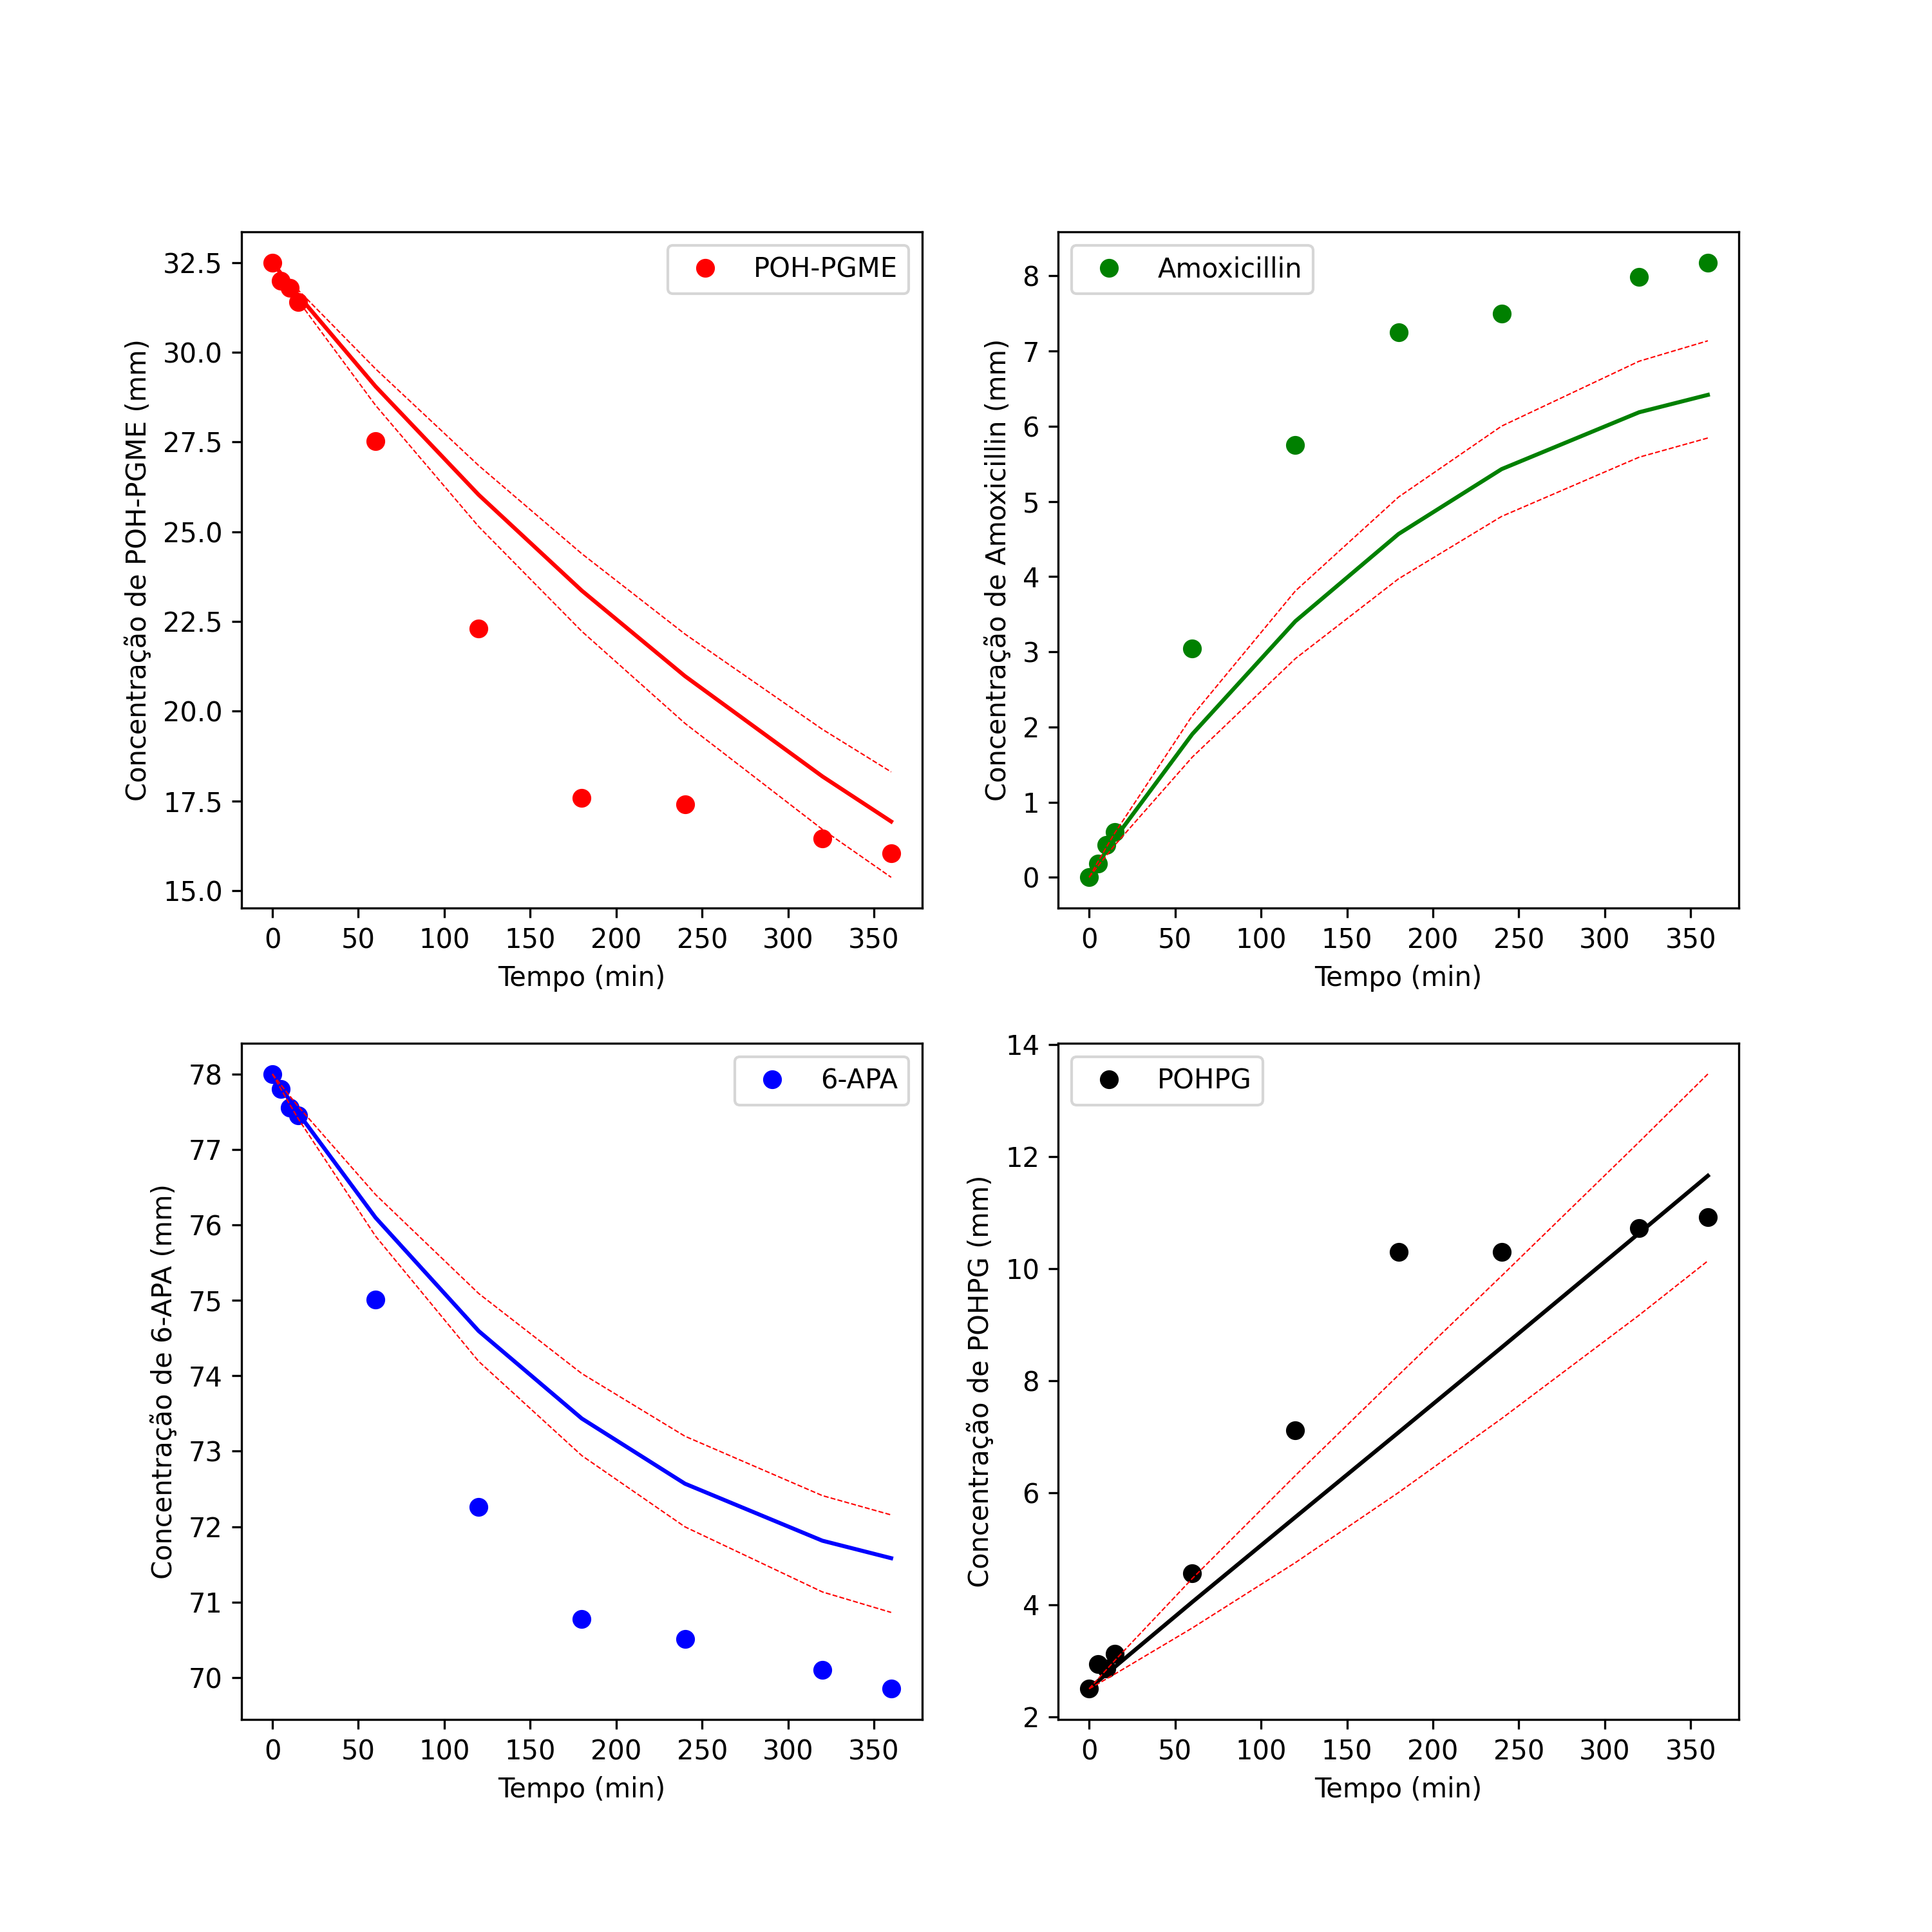 POH-PGME
Concentração de POH-PGME (mm)
32.5
30.0
27.5
25.0
22.5
20.0
17.5
15.0
0 50 100 150 200 250 300 350
Tempo (min)
Amoxicillin
Concentração de Amoxicillin (mm)
8
7
6
5
4
3
2
1
0
0 50 100 150 200 250 300 350
Tempo (min)
6-APA
Concentração de 6-APA (mm)
78
77
76
75
74
73
72
71
70
0 50 100 150 200 250 300 350
Tempo (min)
POHPG
Concentração de POHPG (mm)
14
12
10
8
6
4
2
0 50 100 150 200 250 300 350
Tempo (min)